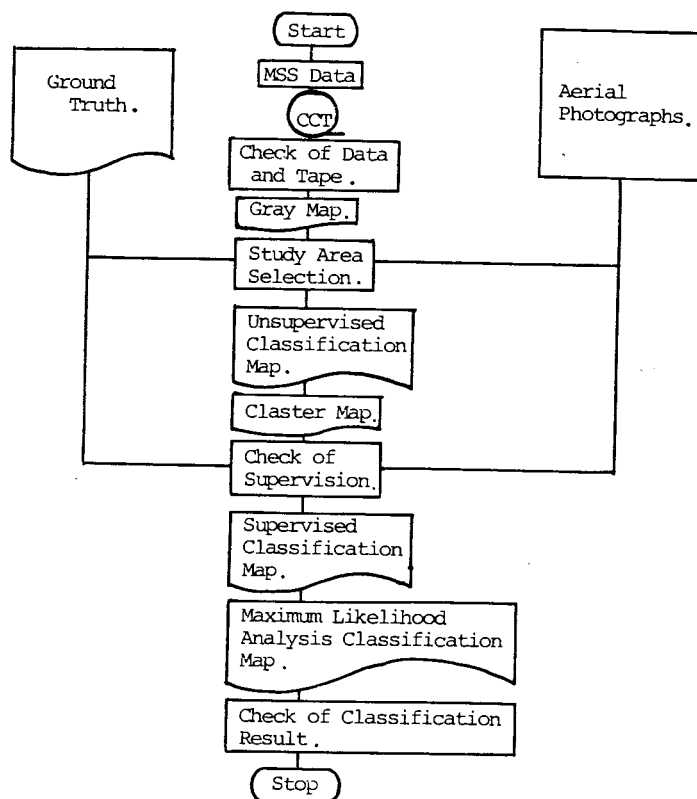 Start
MSS Data
Ground
Truth.
CCT
Aerial
Photographs.
Check of Data
and Tape.
Gray Map.
Study Area
Selection.
Unsupervised
Classification
Map.
Claster Map.
Check of
Supervision.
Supervised
Classification
Map.
Maximum Likelihood
Analysis Classification
Map.
Check of Classification
Result.
Stop